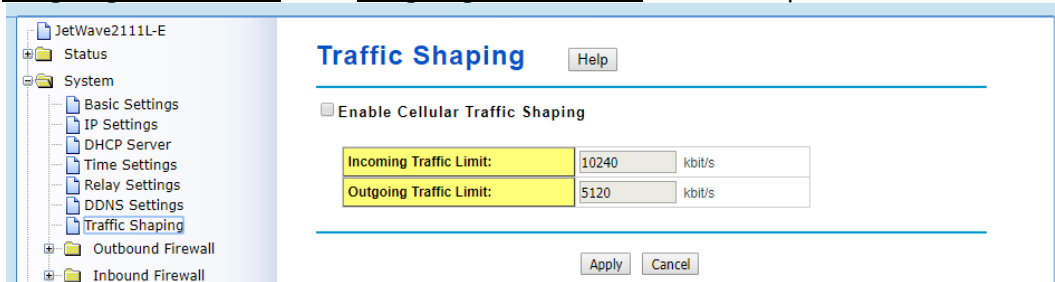 JetWave2111L-E
Status
System
Basic Settings
IP Settings
DHCP Server
Time Settings
Relay Settings
DDNS Settings
Traffic Shaping
Outbound Firewall
Inbound Firewall
Traffic Shaping Help
Enable Cellular Traffic Shaping
Incoming Traffic Limit: 10240 kbit/s
Outgoing Traffic Limit: 5120 kbit/s
Apply Cancel